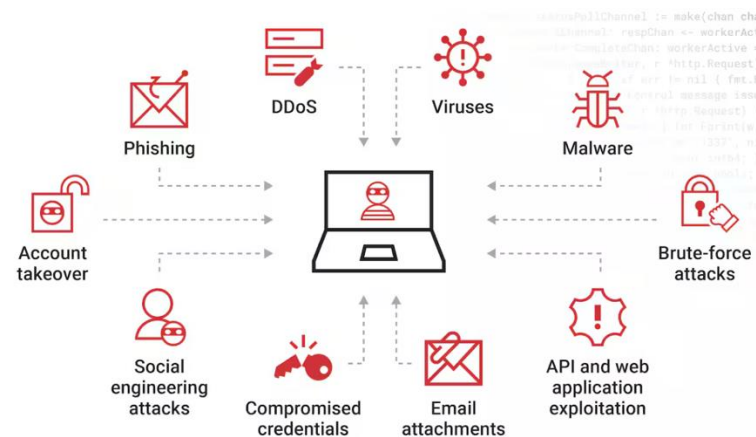 DDoS
Viruses
Phishing
Malware
Account
takeover
Brute-force
attacks
Social
engineering
attacks
Compromised
credentials
Email
attachments
API and web
application
exploitation